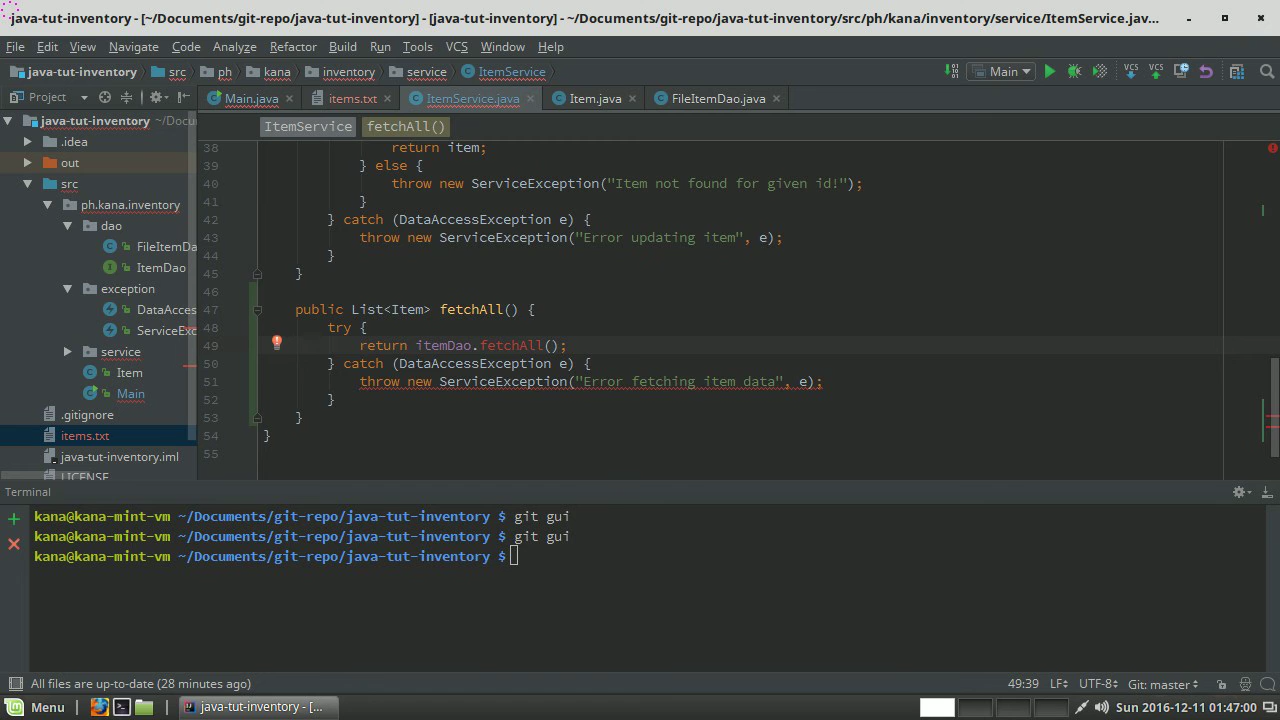 java-tut-inventory - [~/Documents/git-repo/java-tut-inventory] - [java-tut-inventory] - ~/Documents/git-repo/java-tut-inventory/src/ph/kana/inventory/service/ItemService.jav...
File Edit View Navigate Code Analyze Refactor Build Run Tools VCS Window Help
java-tut-inventory src ph kana inventory service ItemService Main VCS VCS
Project Main.java items.txt ItemService.java Item.java FileItemDao.java
java-tut-inventory ~/Docu
.idea
out
src
ph.kana.inventory
dao
FileItemDa
ItemDao
exception
DataAcces
ServiceExc
service
Item
Main
.gitignore
items.txt
java-tut-inventory.iml
LICENSE
ItemService fetchAll()
38 return item;
39 } else {
40 throw new ServiceException("Item not found for given id!");
41 }
42 } catch (DataAccessException e) {
43 throw new ServiceException("Error updating item", e);
44 }
45 }
46
47 public List<Item> fetchAll() {
48 try {
49 return itemDao.fetchAll();
50 } catch (DataAccessException e) {
51 throw new ServiceException("Error fetching item data", e);
52 }
53 }
54 }
55
Terminal
kana@kana-mint-vm ~/Documents/git-repo/java-tut-inventory $ git gui
kana@kana-mint-vm ~/Documents/git-repo/java-tut-inventory $ git gui
kana@kana-mint-vm ~/Documents/git-repo/java-tut-inventory $
All files are up-to-date (28 minutes ago) 49:39 LF UTF-8 Git: master
Menu java-tut-inventory - [... Sun 2016-12-11 01:47:00